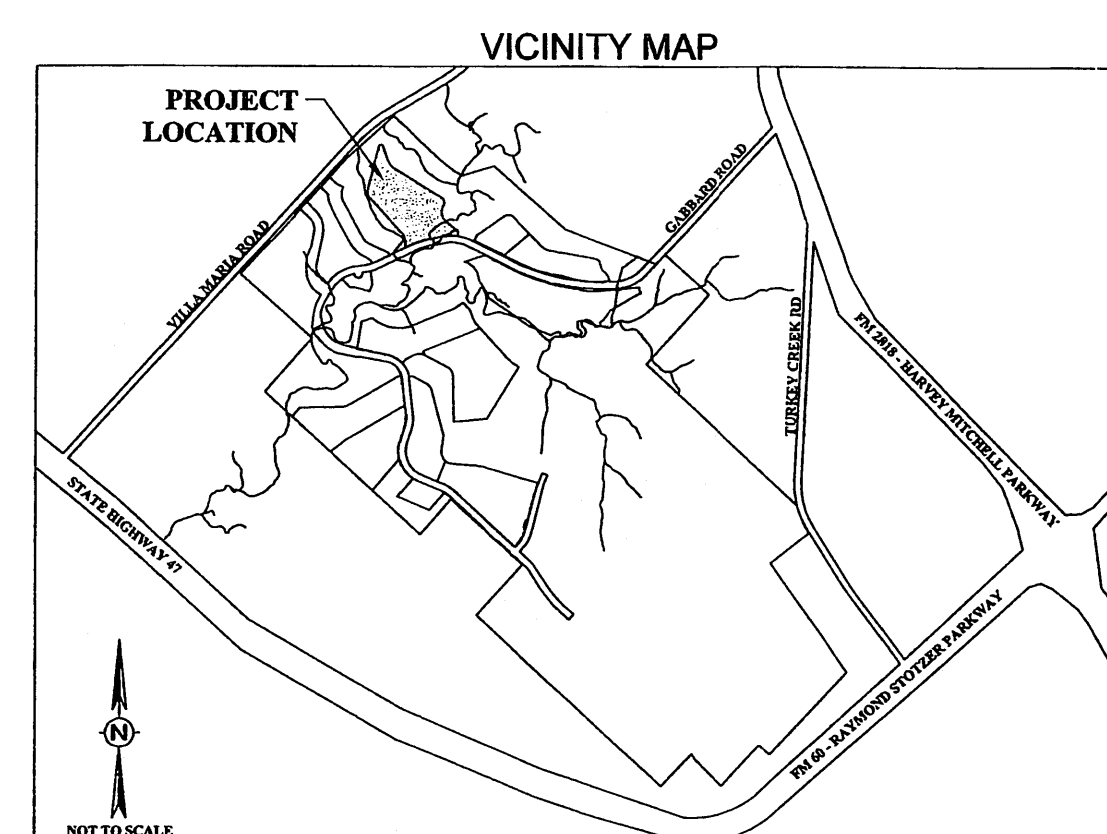 VICINITY MAP
PROJECT
LOCATION
GABBARD ROAD
VILLA MARIA ROAD
TURKEY CREEK RD
FM 2818 - HARVEY MITCHELL PARKWAY
STATE HIGHWAY 47
FM 60 - RAYMOND STOTZER PARKWAY
N
NOT TO SCALE